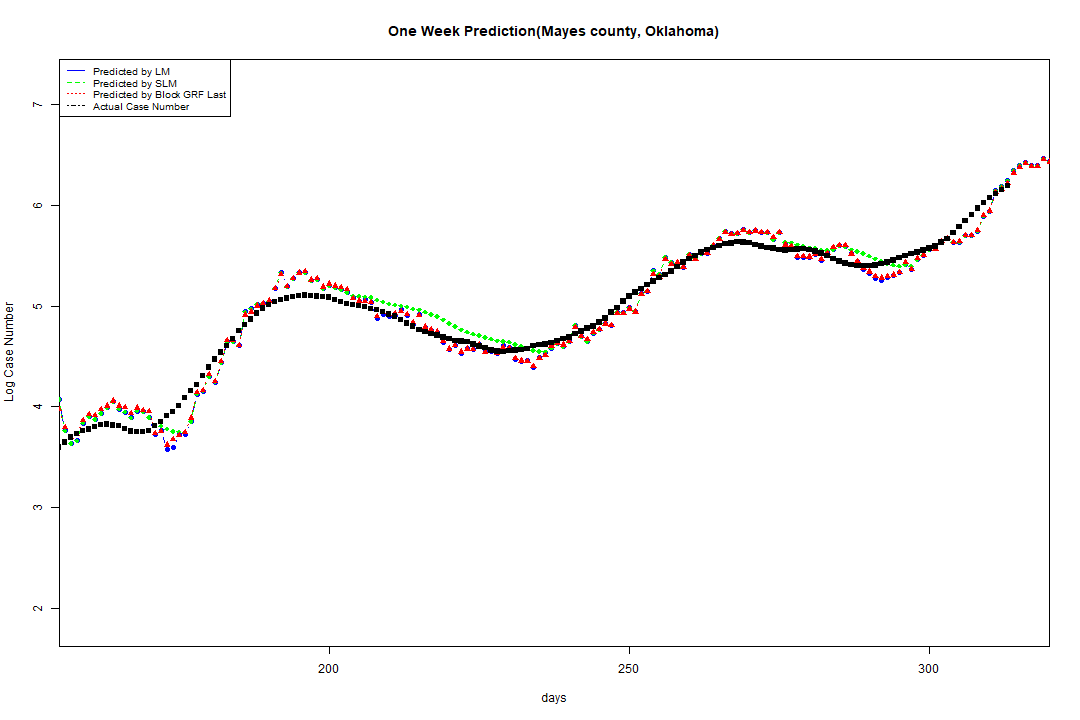 One Week Prediction(Mayes county, Oklahoma)
Predicted by LM
Predicted by SLM
Predicted by Block GRF Last
Actual Case Number
7
6
5
4
3
2
Log Case Number
200 250 300
days